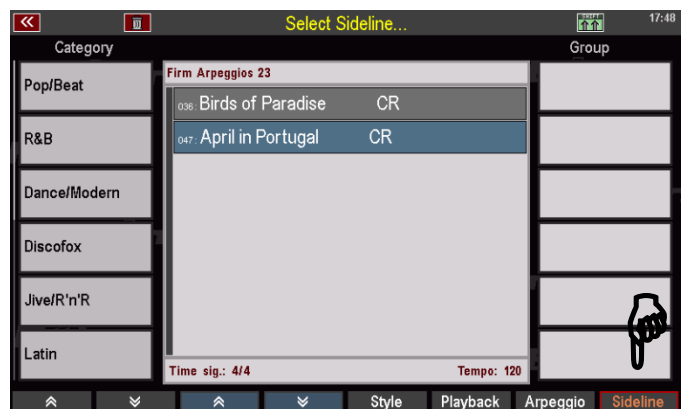 Select Sideline...
17:48
Category
Group
Pop/Beat
R&B
Dance/Modern
Discofox
Jive/R'n'R
Latin
Firm Arpeggios 23
036: Birds of Paradise CR
047: April in Portugal CR
Time sig.: 4/4 Tempo: 120
Style Playback Arpeggio Sideline